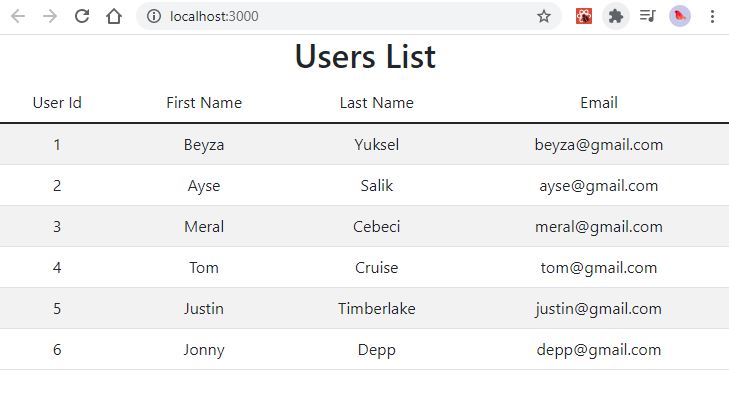 localhost:3000
Users List
User Id First Name Last Name Email
1 Beyza Yuksel beyza@gmail.com
2 Ayse Salik ayse@gmail.com
3 Meral Cebeci meral@gmail.com
4 Tom Cruise tom@gmail.com
5 Justin Timberlake justin@gmail.com
6 Jonny Depp depp@gmail.com